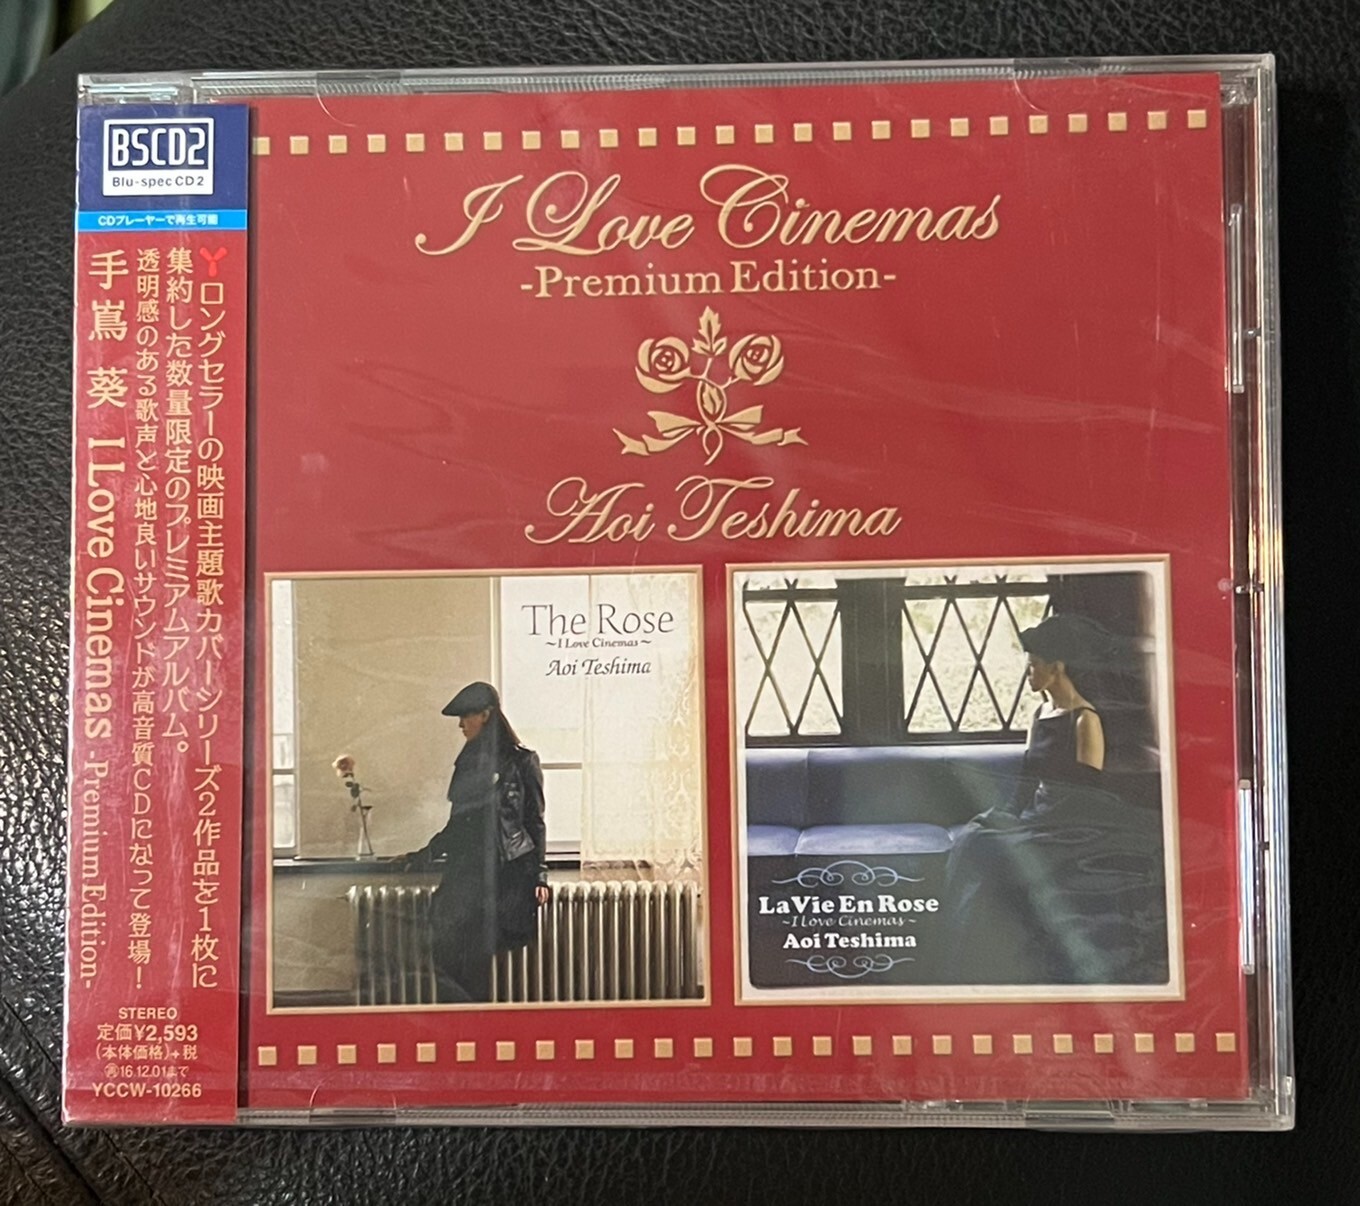 BSCD2
Blu-spec CD 2
CDプレーヤーで再生可能
ロングセラーの映画主題歌カバーシリーズ2作品を1枚に
集約した数量限定のプレミアムアルバム。
透明感のある歌声と心地良いサウンドが高音質CDになって登場!
手嶌 葵 I Love Cinemas -Premium Edition-
STEREO
定価¥2,593
(本体価格)+税
㋐16.12.01まで
YCCW-10266
I Love Cinemas
-Premium Edition-
Aoi Teshima
The Rose
~I Love Cinemas~
Aoi Teshima
La Vie En Rose
~I Love Cinemas~
Aoi Teshima